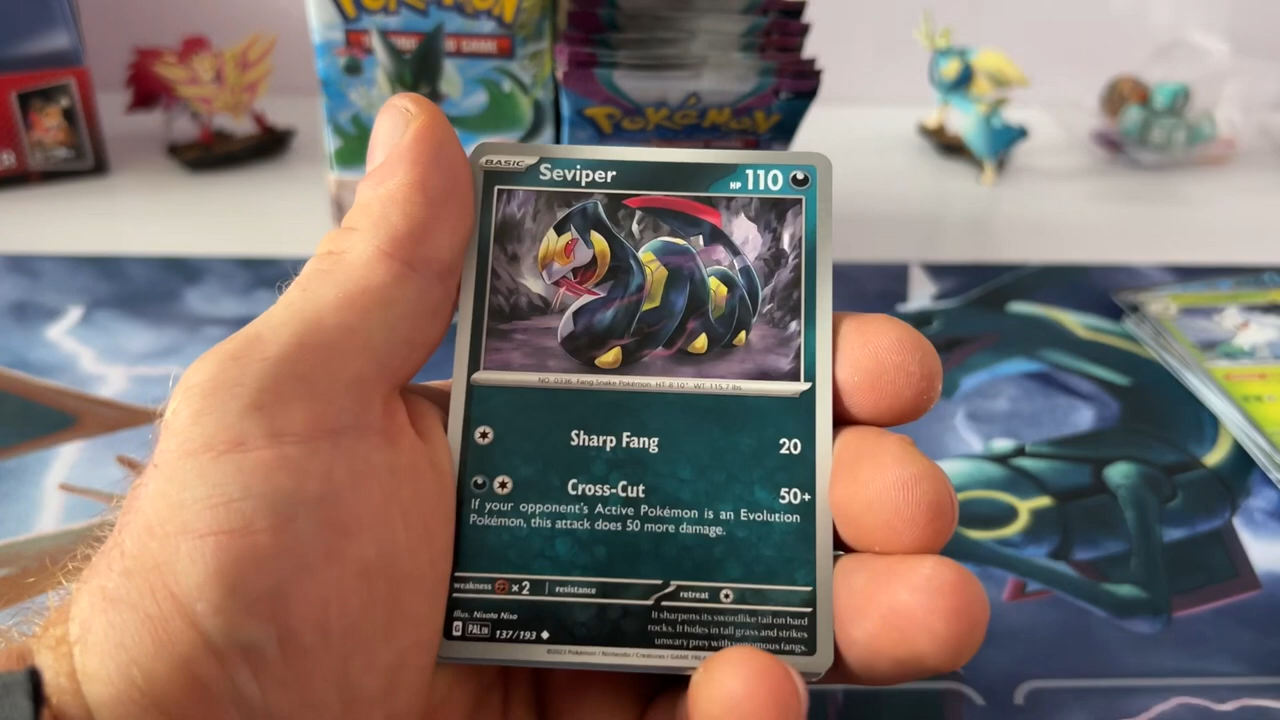 POKÉMON
POKÉMON
BASIC
Seviper
HP 110
NO. 0336 Fang Snake Pokémon HT: 8'10" WT: 115.7 lbs
Sharp Fang 20
Cross-Cut 50+
If your opponent's Active Pokémon is an Evolution
Pokémon, this attack does 50 more damage.
weakness ×2 resistance retreat
Illus. Nisota Niso
G PAL EN 137/193
It sharpens its swordlike tail on hard
rocks. It hides in tall grass and strikes
unwary prey with venomous fangs.
©2023 Pokémon / Nintendo / Creatures / GAME